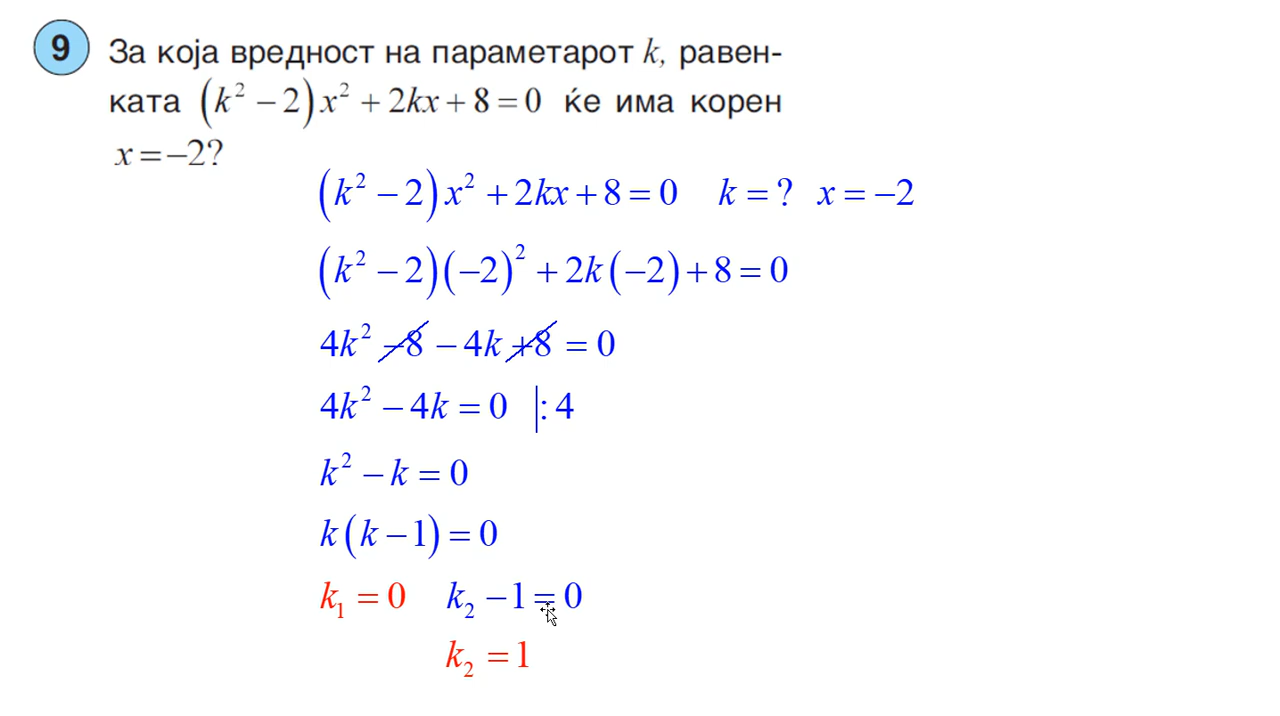 9 За која вредност на параметарот k, равен-
ката (k² − 2)x² + 2kx + 8 = 0 ќе има корен
x = −2?
(k² − 2)x² + 2kx + 8 = 0 k = ? x = −2
(k² − 2)(−2)² + 2k(−2) + 8 = 0
4k² − 8 − 4k + 8 = 0
4k² − 4k = 0 |: 4
k² − k = 0
k(k − 1) = 0
k₁ = 0 k₂ − 1 = 0
k₂ = 1